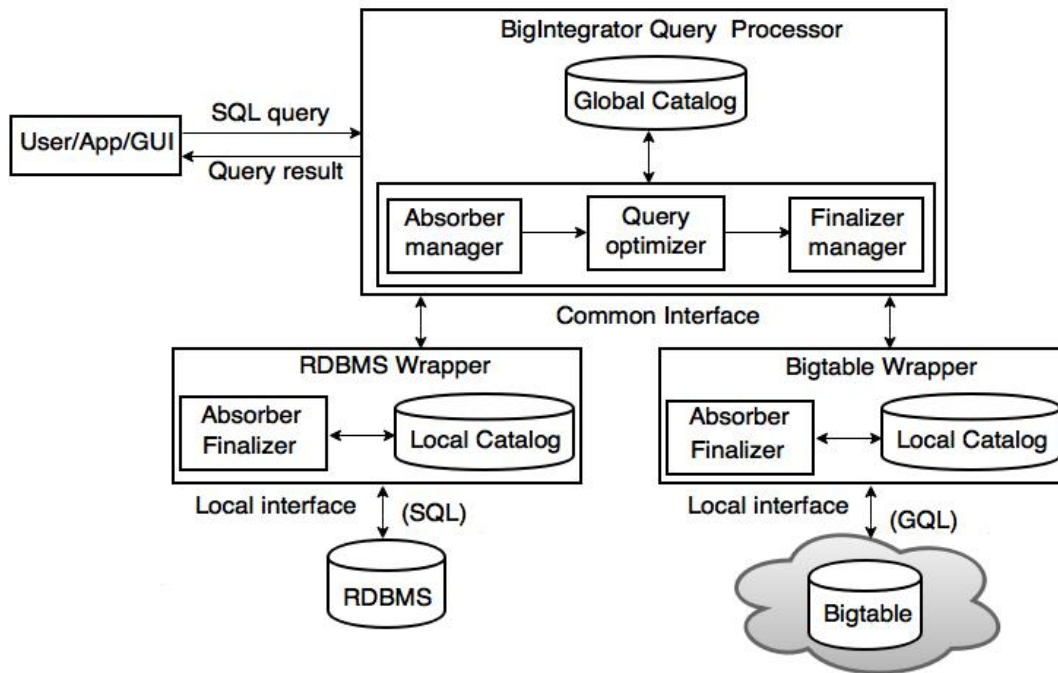 BigIntegrator Query Processor
Global Catalog
SQL query
User/App/GUI
Query result
Absorber
manager
Query
optimizer
Finalizer
manager
Common Interface
RDBMS Wrapper
Absorber
Finalizer
Local Catalog
Bigtable Wrapper
Absorber
Finalizer
Local Catalog
Local interface
(SQL)
RDBMS
Local interface
(GQL)
Bigtable